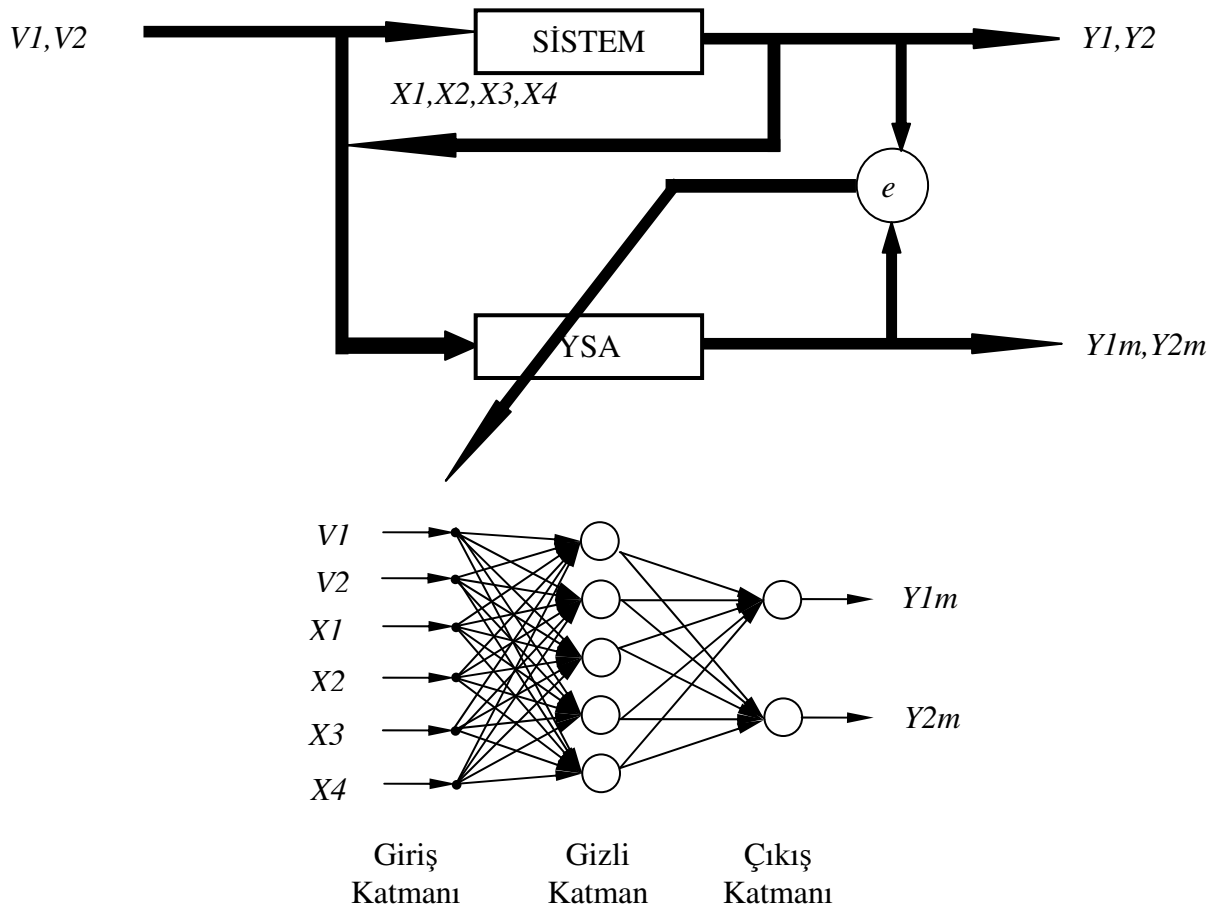 V1,V2
SİSTEM
Y1,Y2
X1,X2,X3,X4
e
YSA
Y1m,Y2m
V1
V2
X1
X2
X3
X4
Y1m
Y2m
Giriş
Katmanı
Gizli
Katman
Çıkış
Katmanı